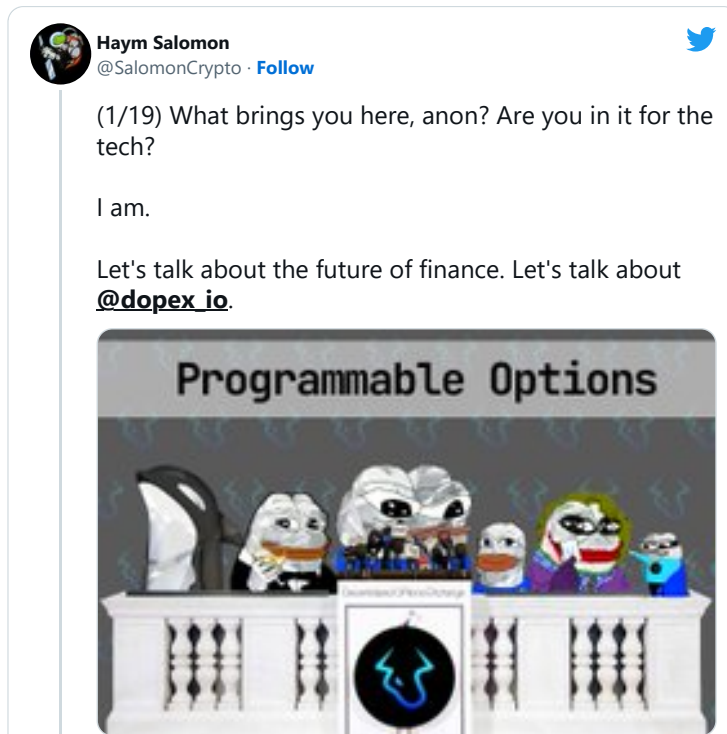 Haym Salomon
@SalomonCrypto · Follow
(1/19) What brings you here, anon? Are you in it for the
tech?
I am.
Let's talk about the future of finance. Let's talk about
@dopex_io.
Programmable Options